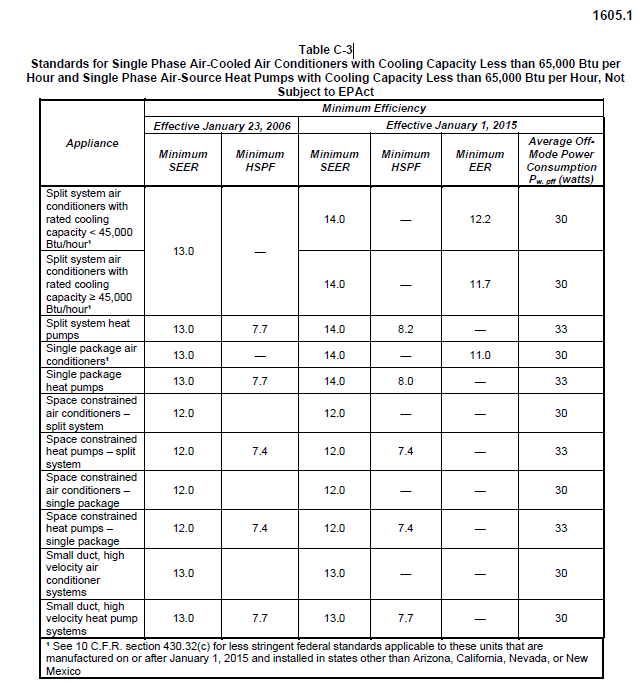 1605.1
Table C-3
Standards for Single Phase Air-Cooled Air Conditioners with Cooling Capacity Less than 65,000 Btu per
Hour and Single Phase Air-Source Heat Pumps with Cooling Capacity Less than 65,000 Btu per Hour, Not
Subject to EPAct
Appliance
Minimum Efficiency
Effective January 23, 2006
Effective January 1, 2015
Minimum
SEER
Minimum
HSPF
Minimum
SEER
Minimum
HSPF
Minimum
EER
Average Off-
Mode Power
Consumption
Pw, off (watts)
Split system air
conditioners with
rated cooling
capacity < 45,000
Btu/hour¹
13.0
—
14.0
—
12.2
30
Split system air
conditioners with
rated cooling
capacity ≥ 45,000
Btu/hour¹
14.0
—
11.7
30
Split system heat
pumps
13.0
7.7
14.0
8.2
—
33
Single package air
conditioners¹
13.0
—
14.0
—
11.0
30
Single package
heat pumps
13.0
7.7
14.0
8.0
—
33
Space constrained
air conditioners –
split system
12.0
12.0
—
—
30
Space constrained
heat pumps – split
system
12.0
7.4
12.0
7.4
—
33
Space constrained
air conditioners –
single package
12.0
12.0
—
—
30
Space constrained
heat pumps –
single package
12.0
7.4
12.0
7.4
—
33
Small duct, high
velocity air
conditioner
systems
13.0
13.0
—
—
30
Small duct, high
velocity heat pump
systems
13.0
7.7
13.0
7.7
—
30
¹ See 10 C.F.R. section 430.32(c) for less stringent federal standards applicable to these units that are
manufactured on or after January 1, 2015 and installed in states other than Arizona, California, Nevada, or New
Mexico